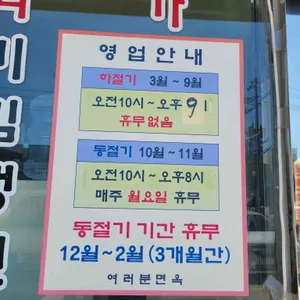 영업안내
하절기 3월~9월
오전10시~오후9시
휴무없음
동절기 10월~11월
오전10시~오후8시
매주 월요일 휴무
동절기 기간 휴무
12월~2월(3개월간)
여러분면옥